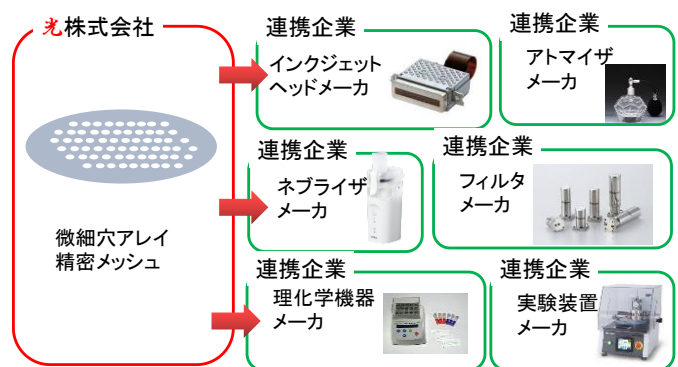 光株式会社
微細穴アレイ
精密メッシュ
連携企業
インクジェット
ヘッドメーカ
連携企業
アトマイザ
メーカ
連携企業
ネブライザ
メーカ
連携企業
フィルタ
メーカ
連携企業
理化学機器
メーカ
連携企業
実験装置
メーカ